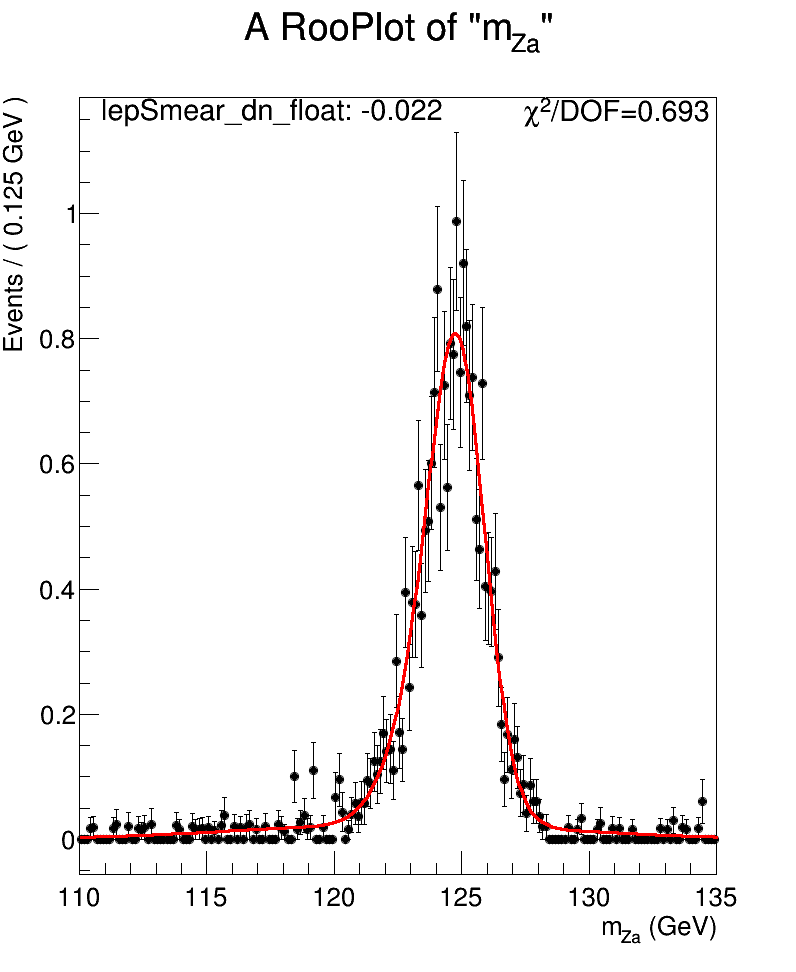 A RooPlot of "mZa"
lepSmear_dn_float: -0.022
χ²/DOF=0.693
Events / ( 0.125 GeV )
1
0.8
0.6
0.4
0.2
0
110 115 120 125 130 135
mZa (GeV)